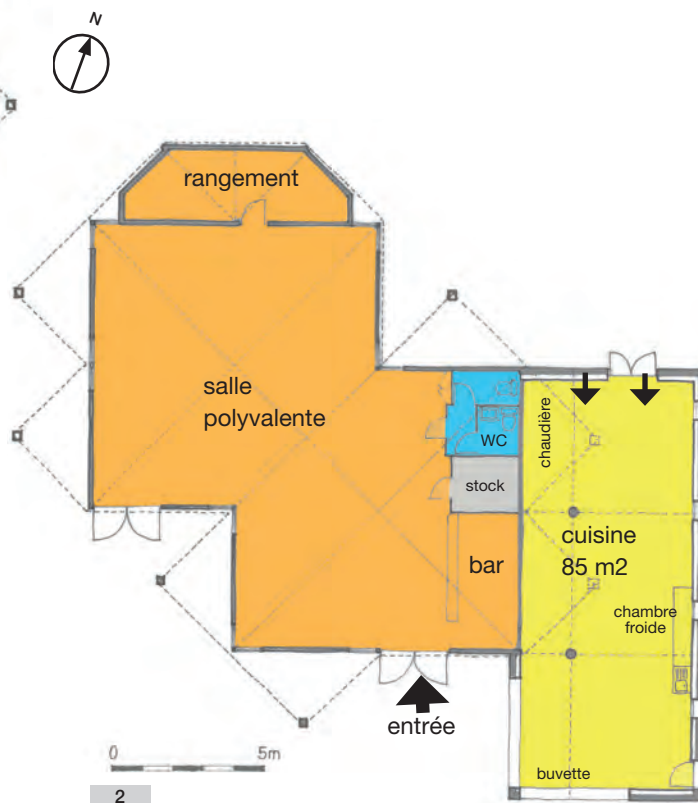 N
rangement
salle
polyvalente
WC
stock
bar
chaudière
cuisine
85 m2
chambre
froide
entrée
buvette
0 5m
2